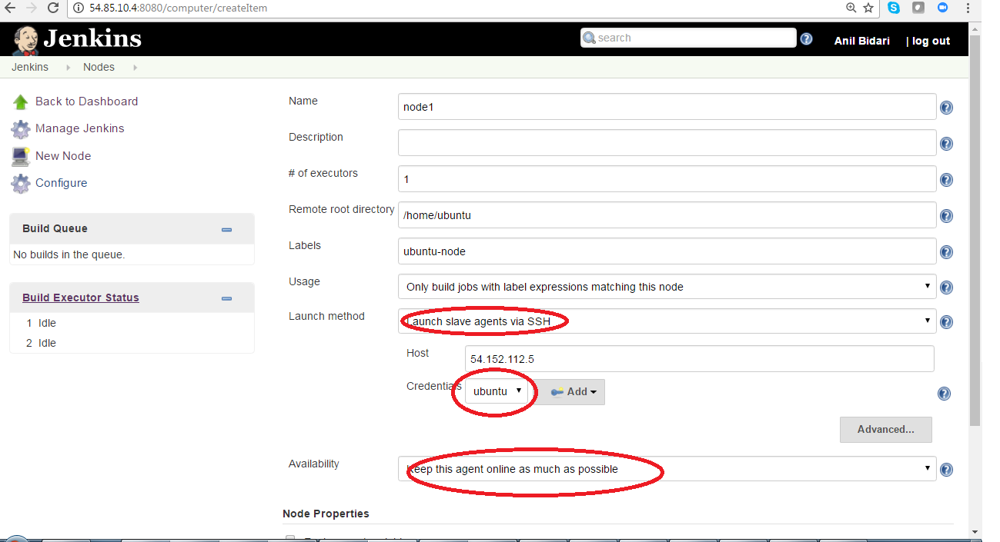 54.85.10.4:8080/computer/createItem
Jenkins
search
Anil Bidari
| log out
Jenkins
Nodes
Back to Dashboard
Manage Jenkins
New Node
Configure
Build Queue
No builds in the queue.
Build Executor Status
1 Idle
2 Idle
Name
node1
Description
# of executors
1
Remote root directory
/home/ubuntu
Labels
ubuntu-node
Usage
Only build jobs with label expressions matching this node
Launch method
Launch slave agents via SSH
Host
54.152.112.5
Credentials
ubuntu
Add
Advanced...
Availability
Keep this agent online as much as possible
Node Properties